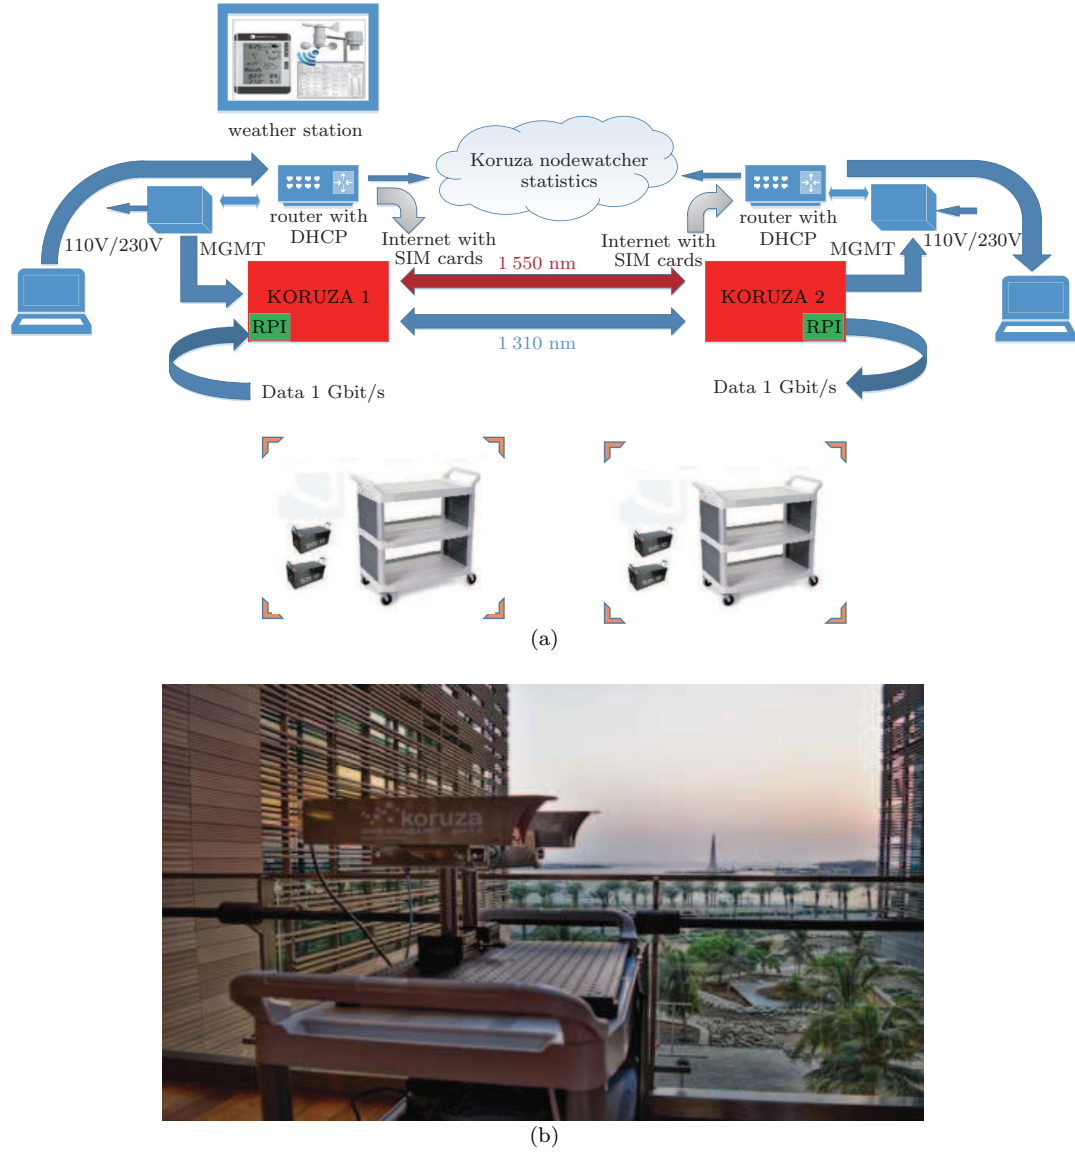 weather station
Koruza nodewatcher
statistics
router with
DHCP
router with
DHCP
110V/230V
MGMT
Internet with
SIM cards
Internet with
SIM cards
MGMT
110V/230V
1 550 nm
KORUZA 1
KORUZA 2
RPI
RPI
1 310 nm
Data 1 Gbit/s
Data 1 Gbit/s
(a)
koruza
(b)